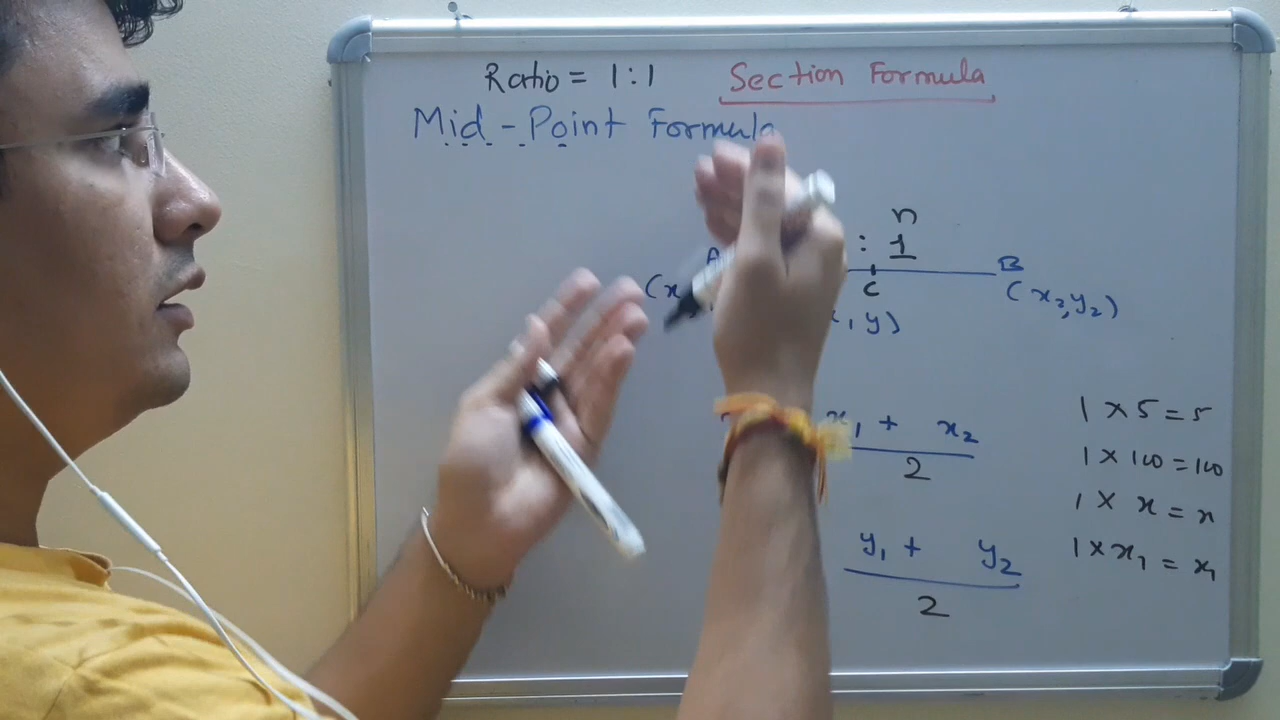 Ratio = 1 : 1 Section Formula
Mid - Point Formula
n
A : 1 B
(x C (x2, y2)
, y)
x1 + x2
2
y1 + y2
2
1 × 5 = 5
1 × 100 = 100
1 × x = x
1 × x1 = x1